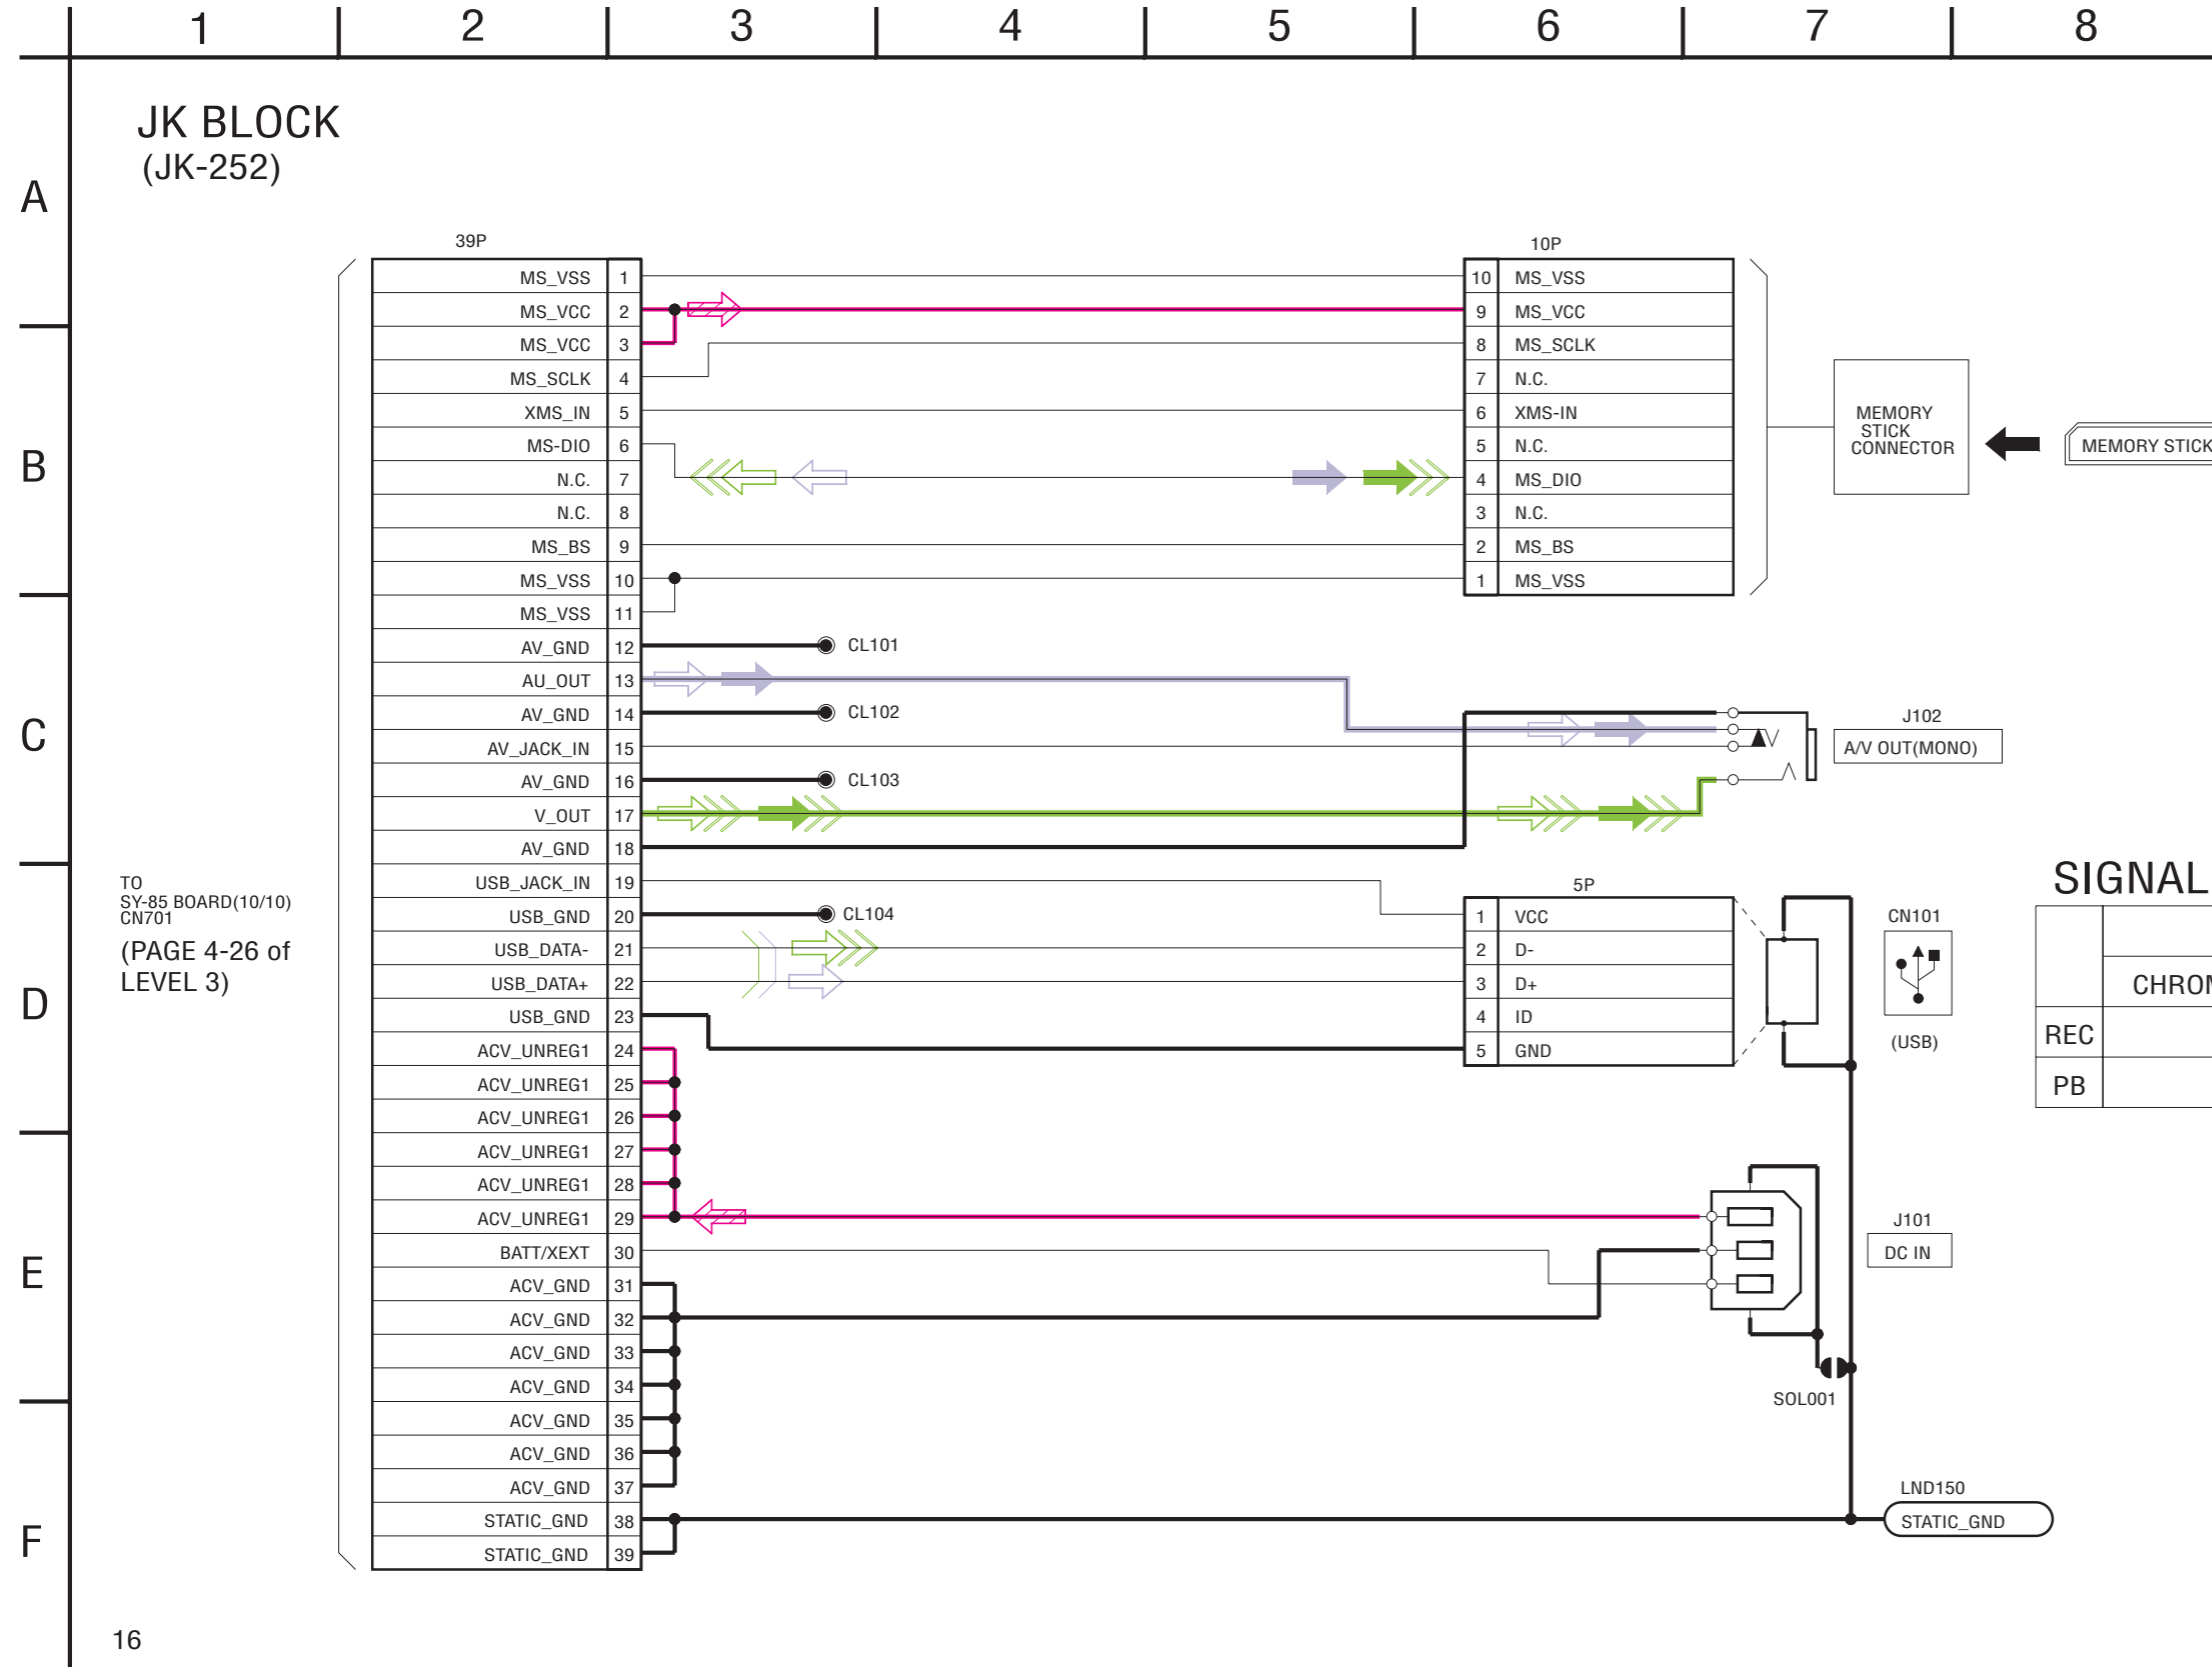 1 2 3 4 5 6 7 8
A
B
C
D
E
F
JK BLOCK
(JK-252)
39P
MS_VSS 1
MS_VCC 2
MS_VCC 3
MS_SCLK 4
XMS_IN 5
MS-DIO 6
N.C. 7
N.C. 8
MS_BS 9
MS_VSS 10
MS_VSS 11
AV_GND 12
AU_OUT 13
AV_GND 14
AV_JACK_IN 15
AV_GND 16
V_OUT 17
AV_GND 18
USB_JACK_IN 19
USB_GND 20
USB_DATA- 21
USB_DATA+ 22
USB_GND 23
ACV_UNREG1 24
ACV_UNREG1 25
ACV_UNREG1 26
ACV_UNREG1 27
ACV_UNREG1 28
ACV_UNREG1 29
BATT/XEXT 30
ACV_GND 31
ACV_GND 32
ACV_GND 33
ACV_GND 34
ACV_GND 35
ACV_GND 36
ACV_GND 37
STATIC_GND 38
STATIC_GND 39
TO
SY-85 BOARD(10/10)
CN701
(PAGE 4-26 of
LEVEL 3)
CL101
CL102
CL103
CL104
10P
10 MS_VSS
9 MS_VCC
8 MS_SCLK
7 N.C.
6 XMS-IN
5 N.C.
4 MS_DIO
3 N.C.
2 MS_BS
1 MS_VSS
MEMORY
STICK
CONNECTOR
MEMORY STICK
J102
A/V OUT(MONO)
5P
1 VCC
2 D-
3 D+
4 ID
5 GND
CN101
(USB)
SIGNAL
CHROM
REC
PB
J101
DC IN
SOL001
LND150
STATIC_GND
16